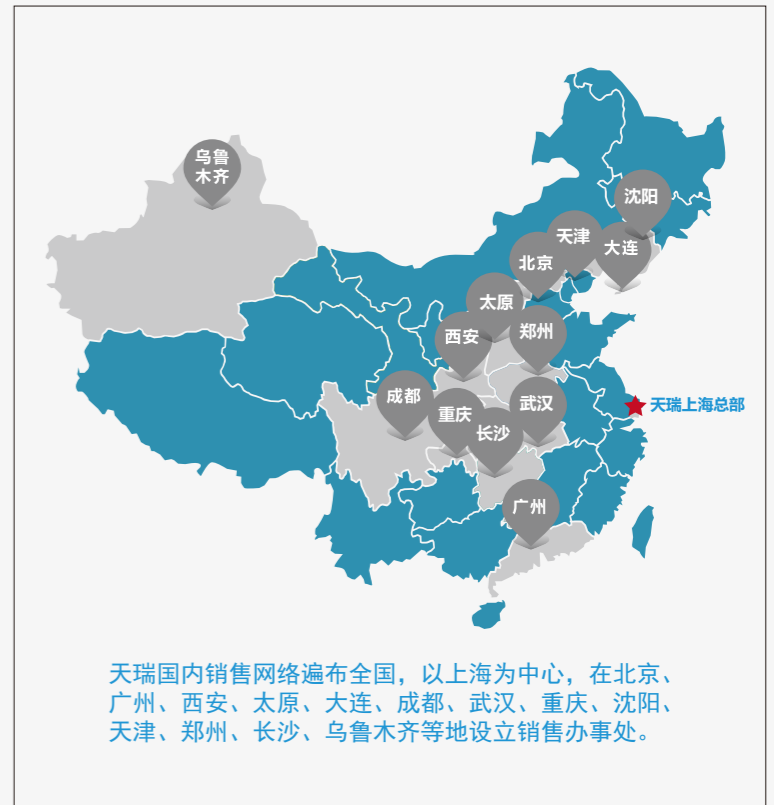 乌鲁
木齐
沈阳
天津
大连
北京
太原
郑州
西安
成都
武汉
重庆
长沙
天瑞上海总部
广州
天瑞国内销售网络遍布全国，以上海为中心，在北京、
广州、西安、太原、大连、成都、武汉、重庆、沈阳、
天津、郑州、长沙、乌鲁木齐等地设立销售办事处。